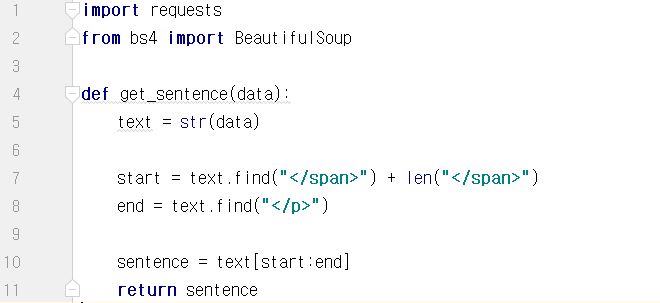 1 import requests
2 from bs4 import BeautifulSoup
3
4 def get_sentence(data):
5     text = str(data)
6
7     start = text.find("</span>") + len("</span>")
8     end = text.find("</p>")
9
10     sentence = text[start:end]
11     return sentence